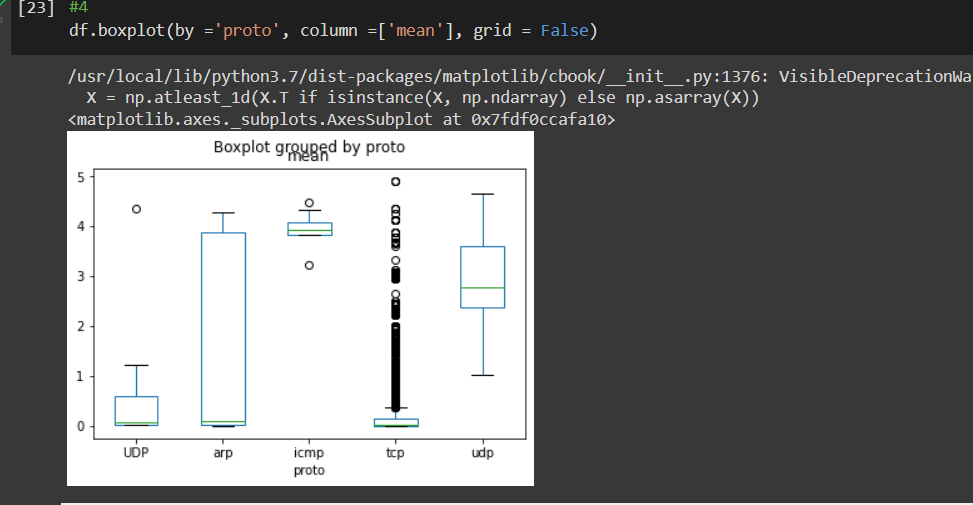 [23] #4
df.boxplot(by ='proto', column =['mean'], grid = False)
/usr/local/lib/python3.7/dist-packages/matplotlib/cbook/__init__.py:1376: VisibleDeprecationWa
X = np.atleast_1d(X.T if isinstance(X, np.ndarray) else np.asarray(X))
<matplotlib.axes._subplots.AxesSubplot at 0x7fdf0ccafa10>
Boxplot grouped by proto
mean
5
4
3
2
1
0
UDP arp icmp tcp udp
proto